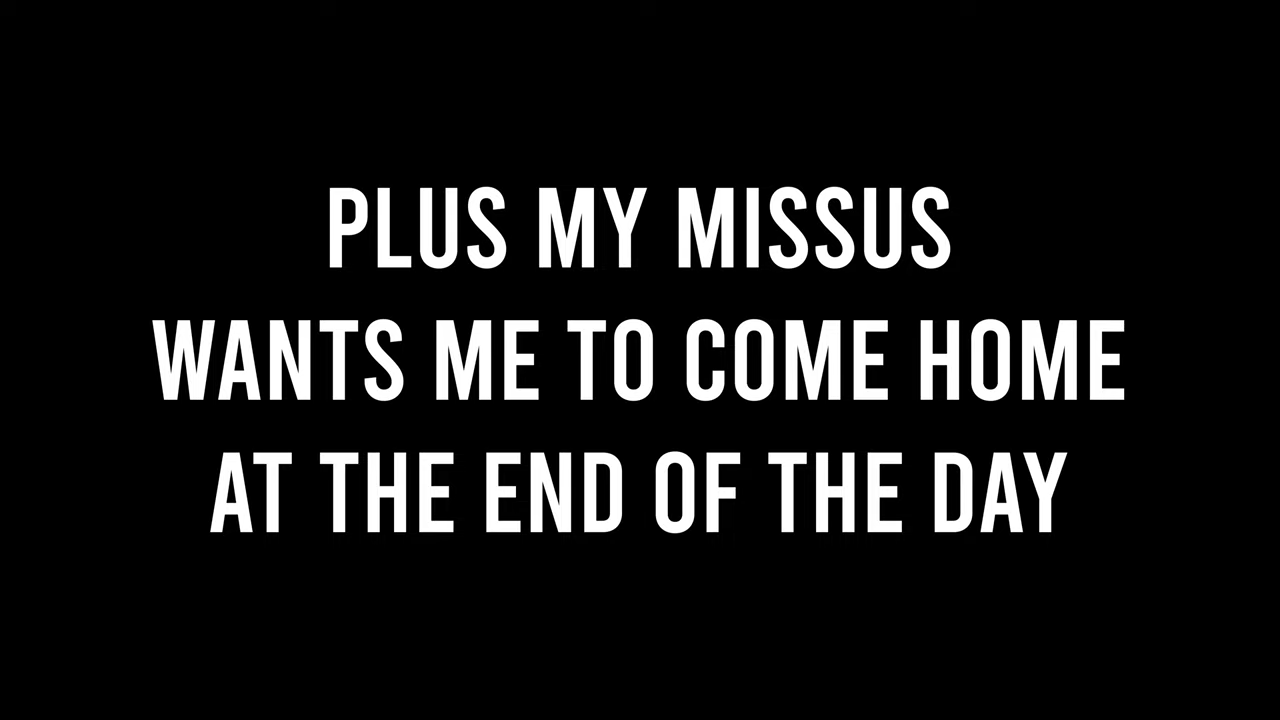 PLUS MY MISSUS
WANTS ME TO COME HOME
AT THE END OF THE DAY